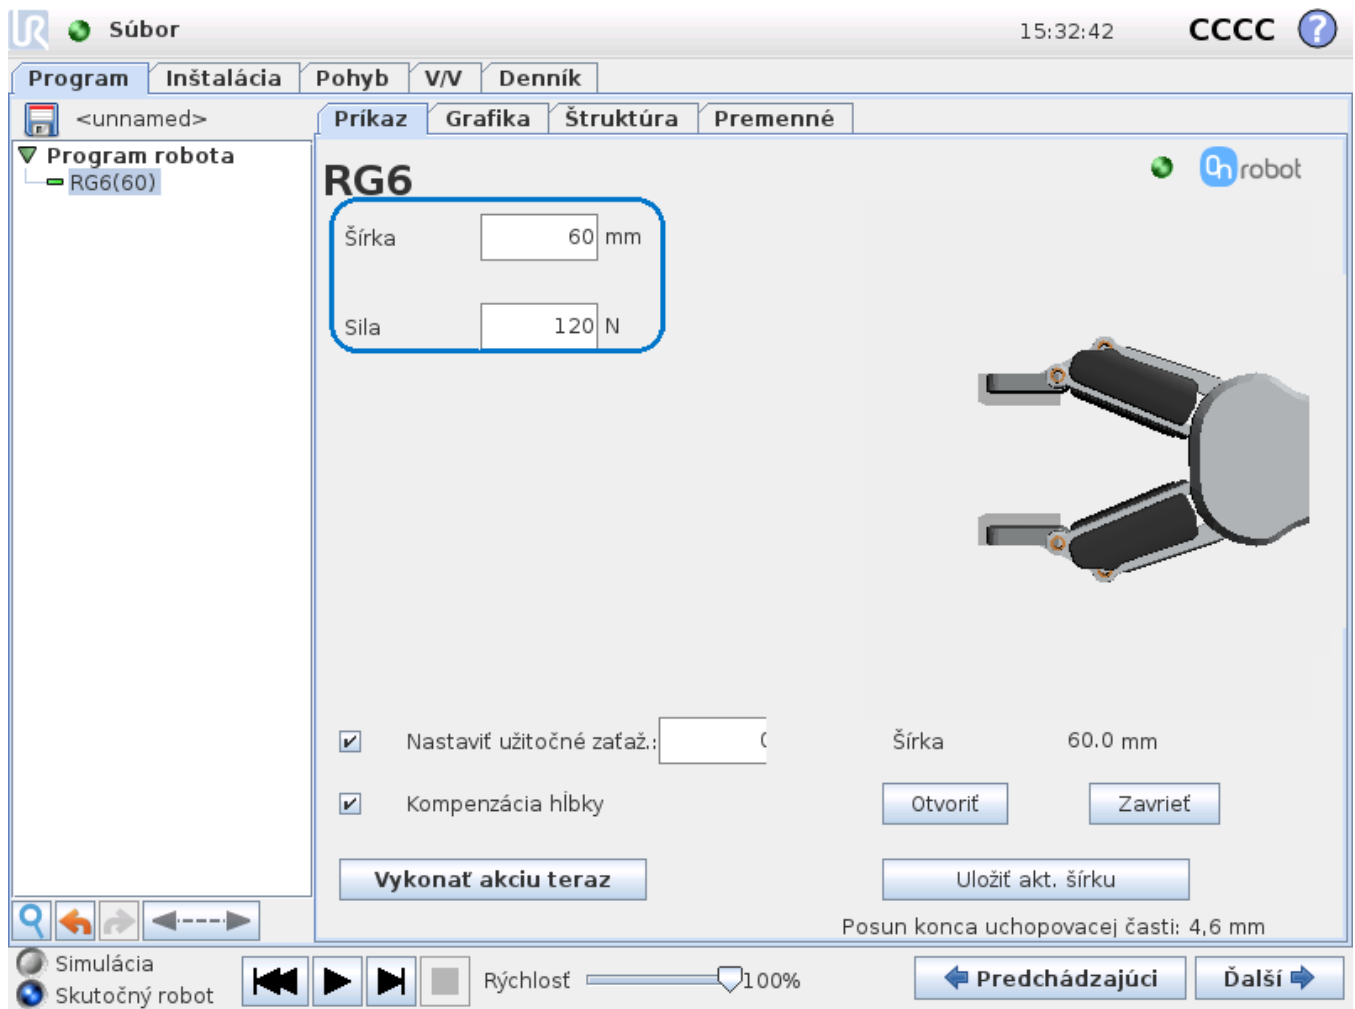 UR Súbor 15:32:42 CCCC ?
Program Inštalácia Pohyb V/V Denník
<unnamed> Príkaz Grafika Štruktúra Premenné
Program robota
RG6(60)
RG6
On robot
Šírka 60 mm
Sila 120 N
Nastaviť užitočné zaťaž.: Šírka 60.0 mm
Kompenzácia hĺbky Otvoriť Zavrieť
Vykonať akciu teraz Uložiť akt. šírku
Posun konca uchopovacej časti: 4,6 mm
Simulácia
Skutočný robot Rýchlosť 100% Predchádzajúci Ďalší